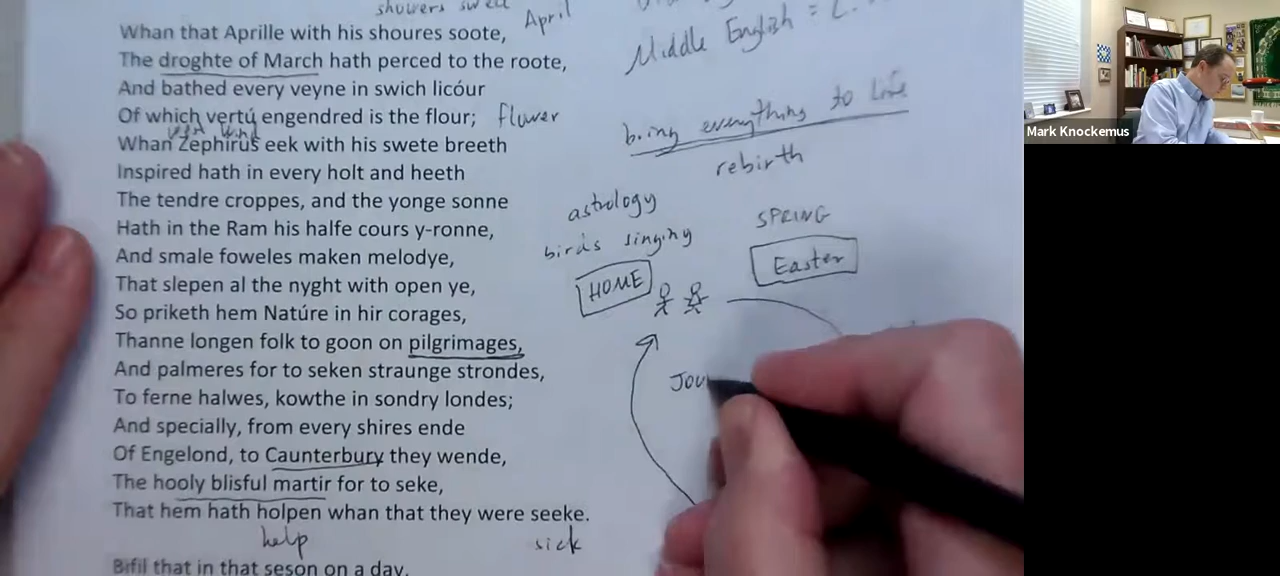 showers swell April
Whan that Aprille with his shoures soote,
The droghte of March hath perced to the roote,
Middle English =
And bathed every veyne in swich licóur
Of which vertú engendred is the flour; flower
bring everything to life
rebirth
Whan Zephirus eek with his swete breeth
Inspired hath in every holt and heeth
The tendre croppes, and the yonge sonne
astrology
SPRING
Hath in the Ram his halfe cours y-ronne,
birds singing
And smale foweles maken melodye,
Easter
That slepen al the nyght with open ye,
HOME
So priketh hem Natúre in hir corages,
Thanne longen folk to goon on pilgrimages,
And palmeres for to seken straunge strondes,
Jou
To ferne halwes, kowthe in sondry londes;
And specially, from every shires ende
Of Engelond, to Caunterbury they wende,
The hooly blisful martir for to seke,
That hem hath holpen whan that they were seeke.
help sick
Bifil that in that seson on a day,
Mark Knockemus